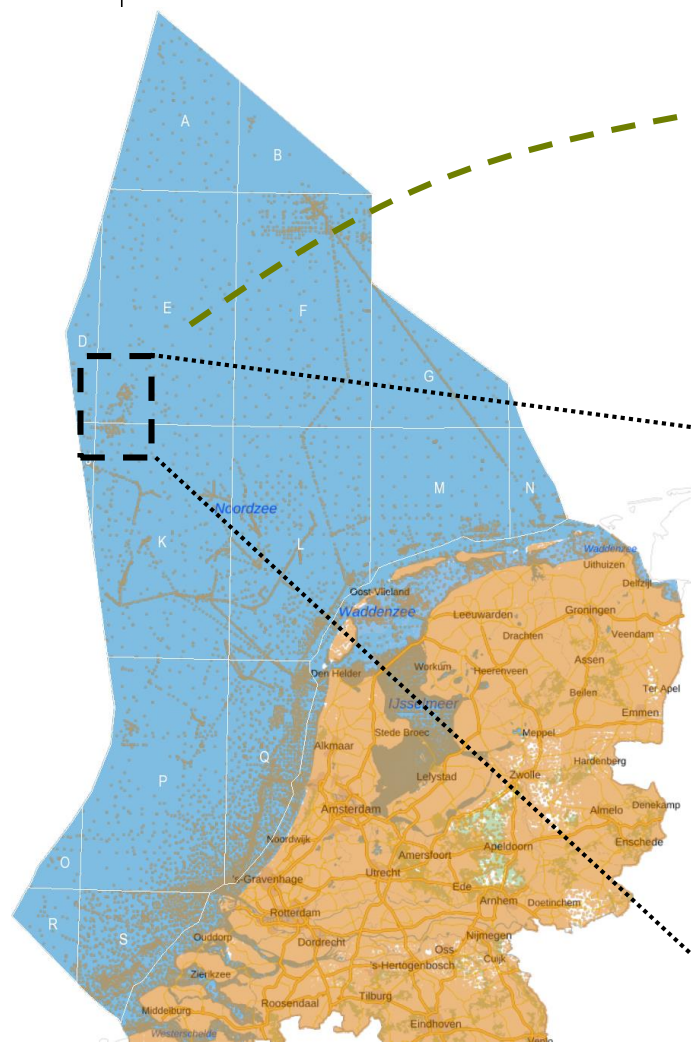 A
B
E
F
D
G
M
N
Noordzee
K
L
Waddenzee
Uithuizen
Delfzijl
Oost-Vlieland
Waddenzee
Leeuwarden
Groningen
Drachten
Veendam
Workum
Heerenveen
Assen
Den Helder
Ter Apel
Beilen
IJsselmeer
Emmen
Stede Broec
Meppel
Alkmaar
Q
Hardenberg
Lelystad
Zwolle
P
Amsterdam
Almelo
Denekamp
Noordwijk
Enschede
Amersfoort
Apeldoorn
O
Utrecht
's-Gravenhage
Ede
Arnhem
Doetinchem
Rotterdam
R
S
Ouddorp
Dordrecht
Nijmegen
Oss
Cuijk
's-Hertogenbosch
Zierikzee
Tilburg
Roosendaal
Middelburg
Eindhoven
Westerschelde
Venlo